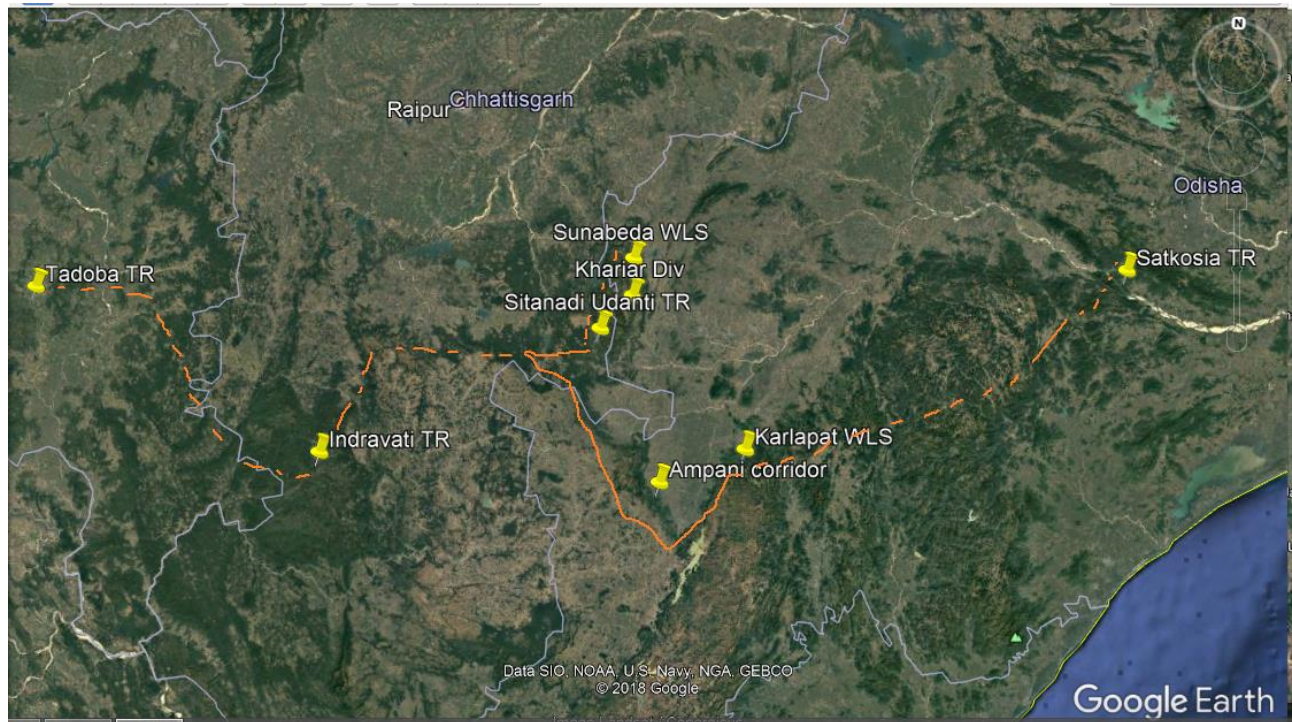 N
Raipur
Chhattisgarh
Odisha
Sunabeda WLS
Satkosia TR
Khariar Div
Tadoba TR
Sitanadi Udanti TR
Indravati TR
Karlapat WLS
Ampani corridor
Data SIO, NOAA, U.S. Navy, NGA, GEBCO
© 2018 Google
Google Earth